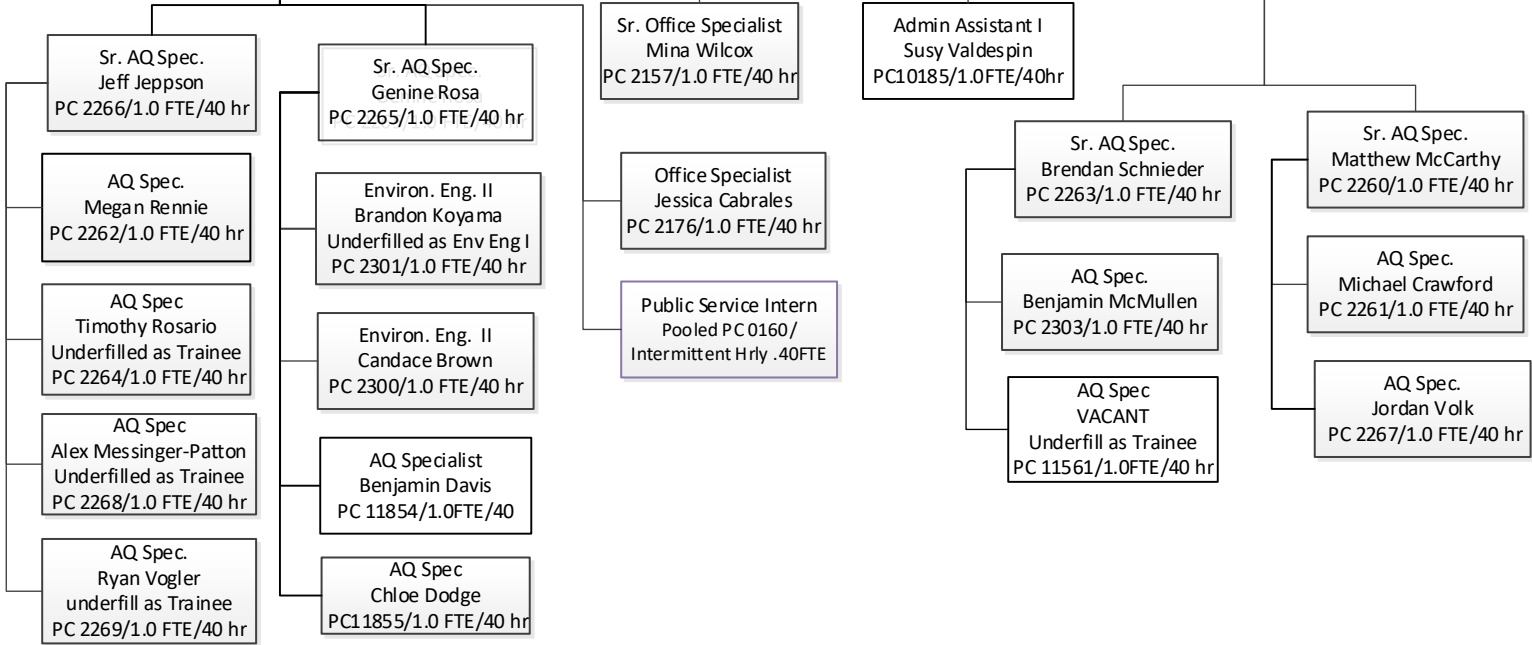 Sr. AQ Spec.
Jeff Jeppson
PC 2266/1.0 FTE/40 hr
AQ Spec.
Megan Rennie
PC 2262/1.0 FTE/40 hr
AQ Spec
Timothy Rosario
Underfilled as Trainee
PC 2264/1.0 FTE/40 hr
AQ Spec
Alex Messinger-Patton
Underfilled as Trainee
PC 2268/1.0 FTE/40 hr
AQ Spec.
Ryan Vogler
underfill as Trainee
PC 2269/1.0 FTE/40 hr
Sr. AQ Spec.
Genine Rosa
PC 2265/1.0 FTE/40 hr
Environ. Eng. II
Brandon Koyama
Underfilled as Env Eng I
PC 2301/1.0 FTE/40 hr
Environ. Eng. II
Candace Brown
PC 2300/1.0 FTE/40 hr
AQ Specialist
Benjamin Davis
PC 11854/1.0FTE/40
AQ Spec
Chloe Dodge
PC11855/1.0 FTE/40 hr
Sr. Office Specialist
Mina Wilcox
PC 2157/1.0 FTE/40 hr
Office Specialist
Jessica Cabrales
PC 2176/1.0 FTE/40 hr
Public Service Intern
Pooled PC 0160/
Intermittent Hrly .40FTE
Admin Assistant I
Susy Valdespin
PC10185/1.0FTE/40hr
Sr. AQ Spec.
Brendan Schnieder
PC 2263/1.0 FTE/40 hr
AQ Spec.
Benjamin McMullen
PC 2303/1.0 FTE/40 hr
AQ Spec
VACANT
Underfill as Trainee
PC 11561/1.0FTE/40 hr
Sr. AQ Spec.
Matthew McCarthy
PC 2260/1.0 FTE/40 hr
AQ Spec.
Michael Crawford
PC 2261/1.0 FTE/40 hr
AQ Spec.
Jordan Volk
PC 2267/1.0 FTE/40 hr